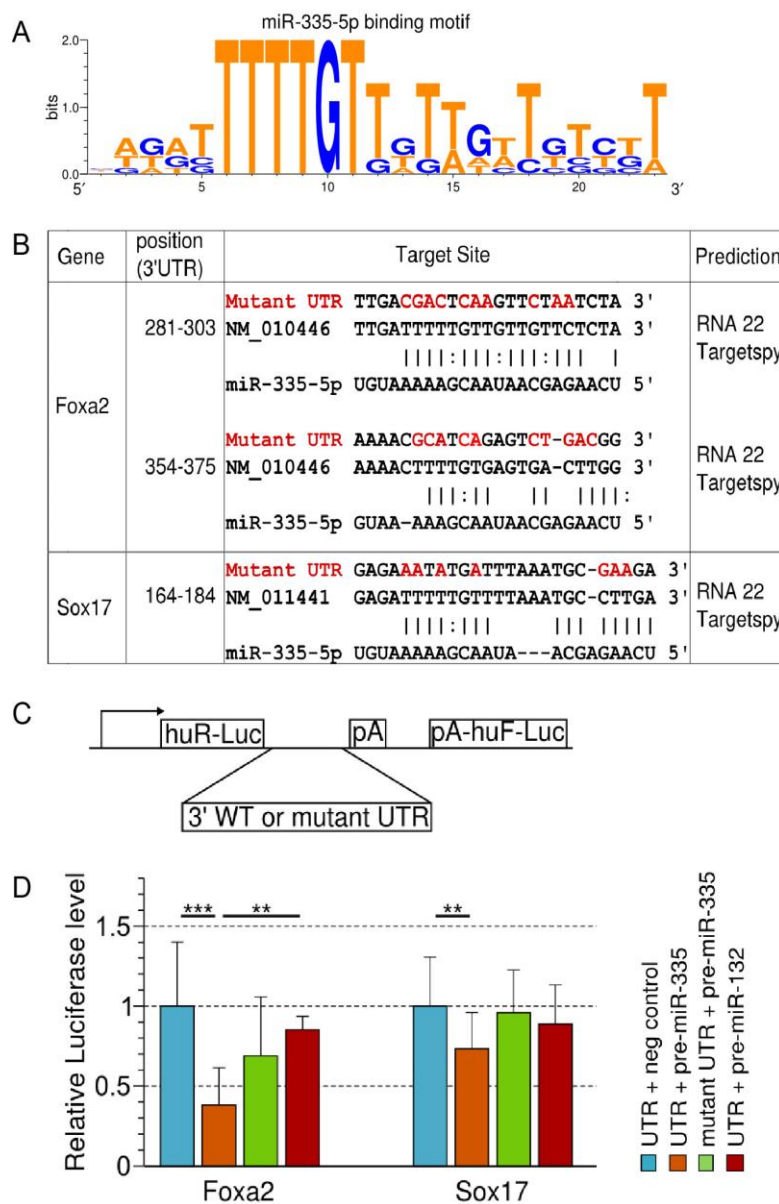 A
miR-335-5p binding motif
bits
2.0
1.0
0.0
5′ 5 10 15 20 3′
B
Gene position (3'UTR) Target Site Prediction
Foxa2
281-303
Mutant UTR TTGACGACTCAAGTTCTAATCTA 3'
NM_010446 TTGATTTTTGTTGTTGTTCTCTA 3'
||||:|||:||||:||| |
miR-335-5p UGUAAAAAGCAAUAACGAGAACU 5'
RNA 22
Targetspy
354-375
Mutant UTR AAAACGCATCAGAGTCT-GACGG 3'
NM_010446 AAAACTTTTGTGAGTGA-CTTGG 3'
|||:|| || ||||:
miR-335-5p GUAA-AAAGCAAUAACGAGAACU 5'
RNA 22
Targetspy
Sox17
164-184
Mutant UTR GAGAAATATGATTTAAATGC-GAAGA 3'
NM_011441 GAGATTTTTGTTTTAAATGC-CTTGA 3'
||||:||| ||| |||||
miR-335-5p UGUAAAAAGCAAUA---ACGAGAACU 5'
RNA 22
Targetspy
C
huR-Luc
pA
pA-huF-Luc
3' WT or mutant UTR
D
Relative Luciferase level
1.5
1
0.5
0
*** ** **
Foxa2 Sox17
UTR + neg control
UTR + pre-miR-335
mutant UTR + pre-miR-335
UTR + pre-miR-132